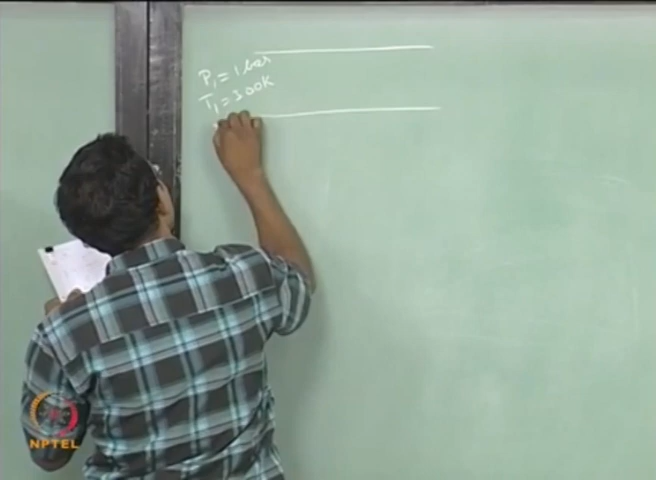 P₁ = 1 bar
T₁ = 300K
NPTEL